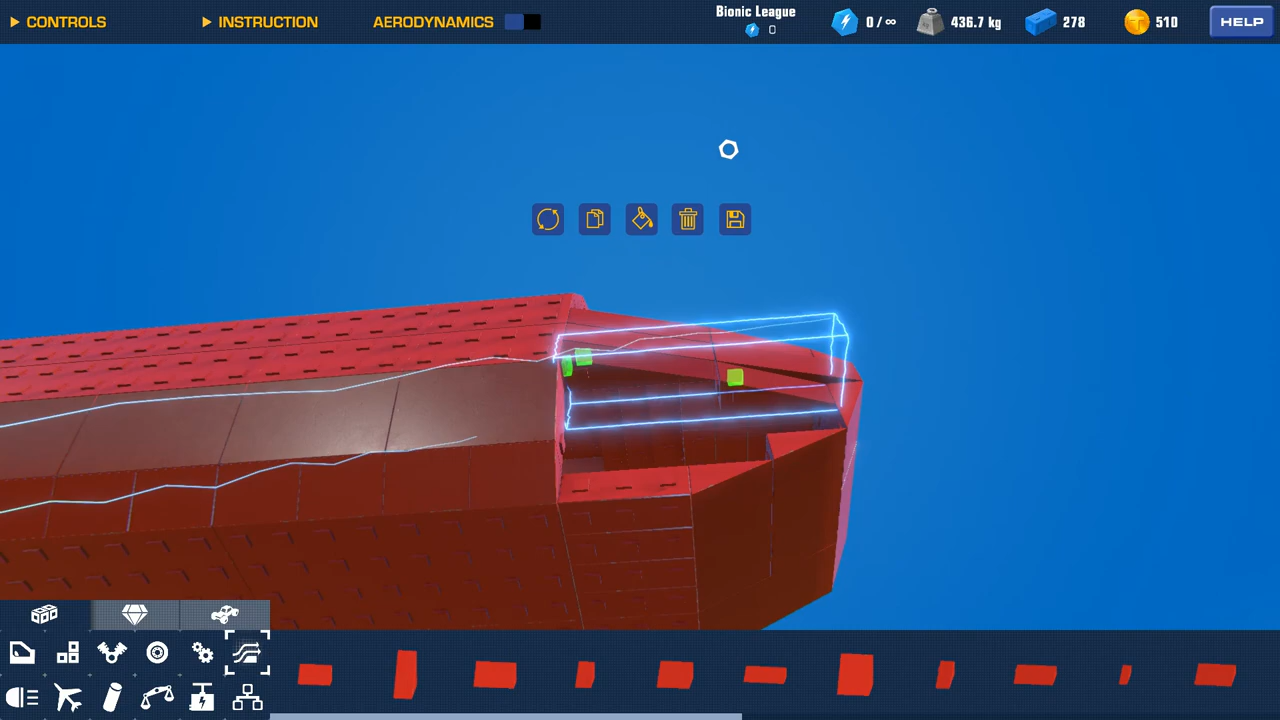 CONTROLS
INSTRUCTION
AERODYNAMICS
Bionic League
0
0 / ∞
436.7 kg
278
510
HELP